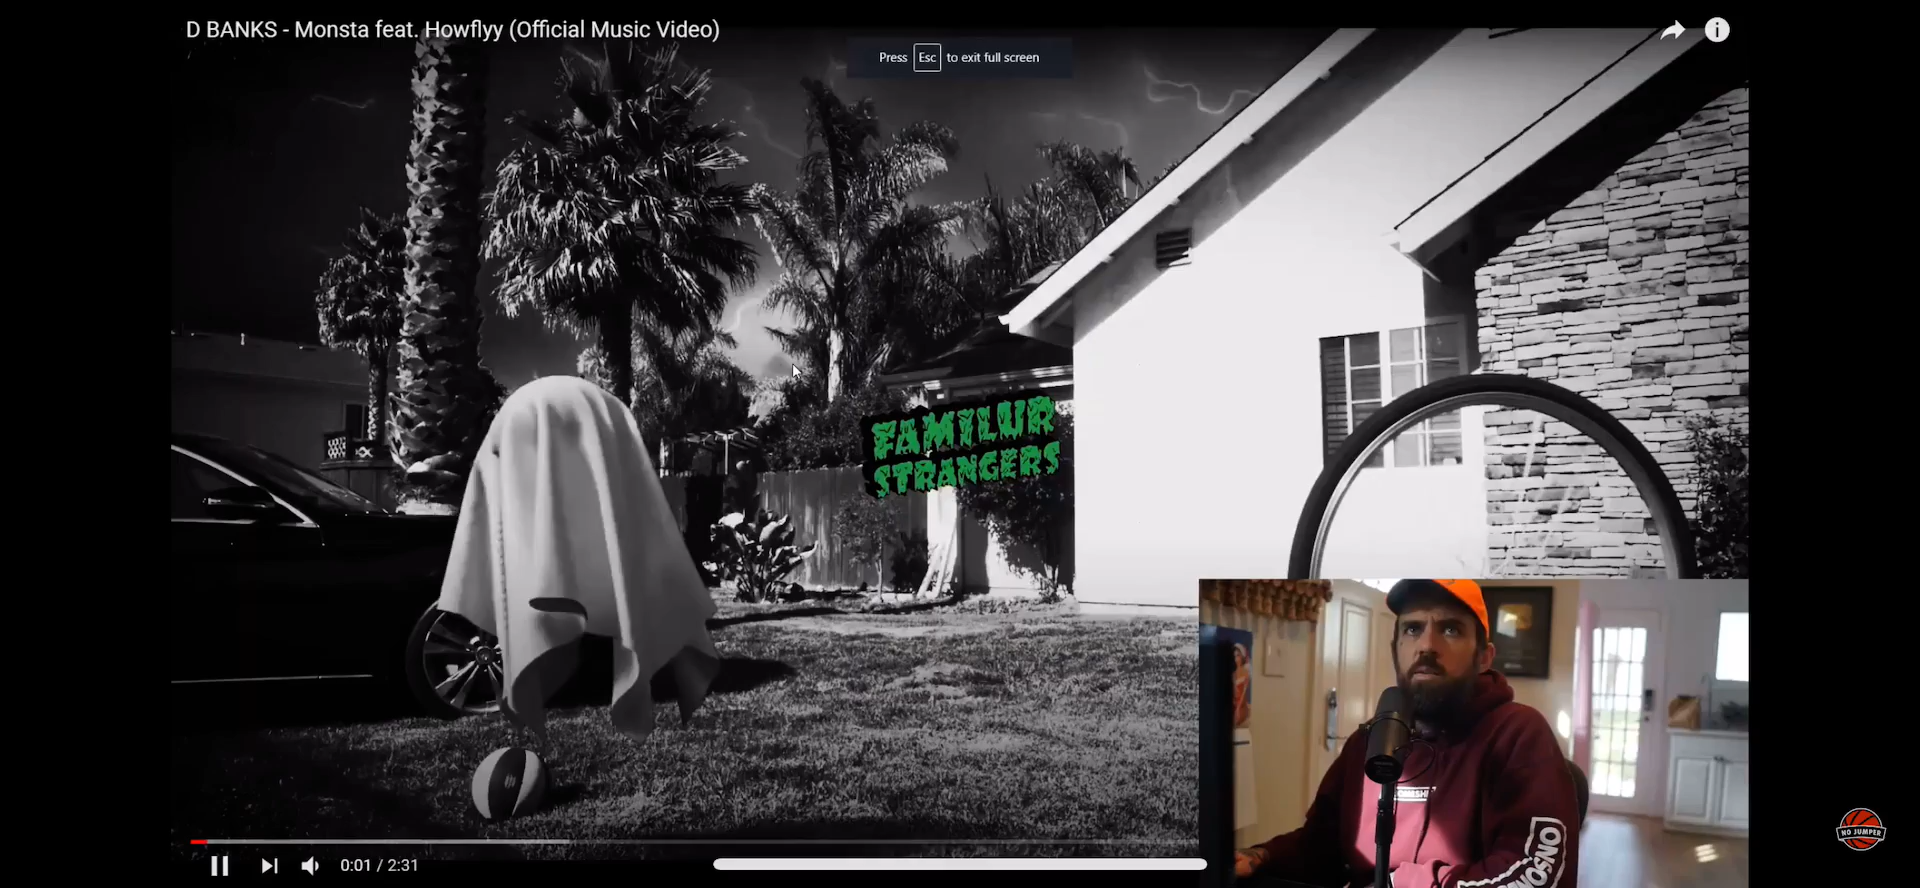 D BANKS - Monsta feat. Howflyy (Official Music Video)
Press Esc to exit full screen
FAMILUR
STRANGERS
0:01 / 2:31
NO JUMPER